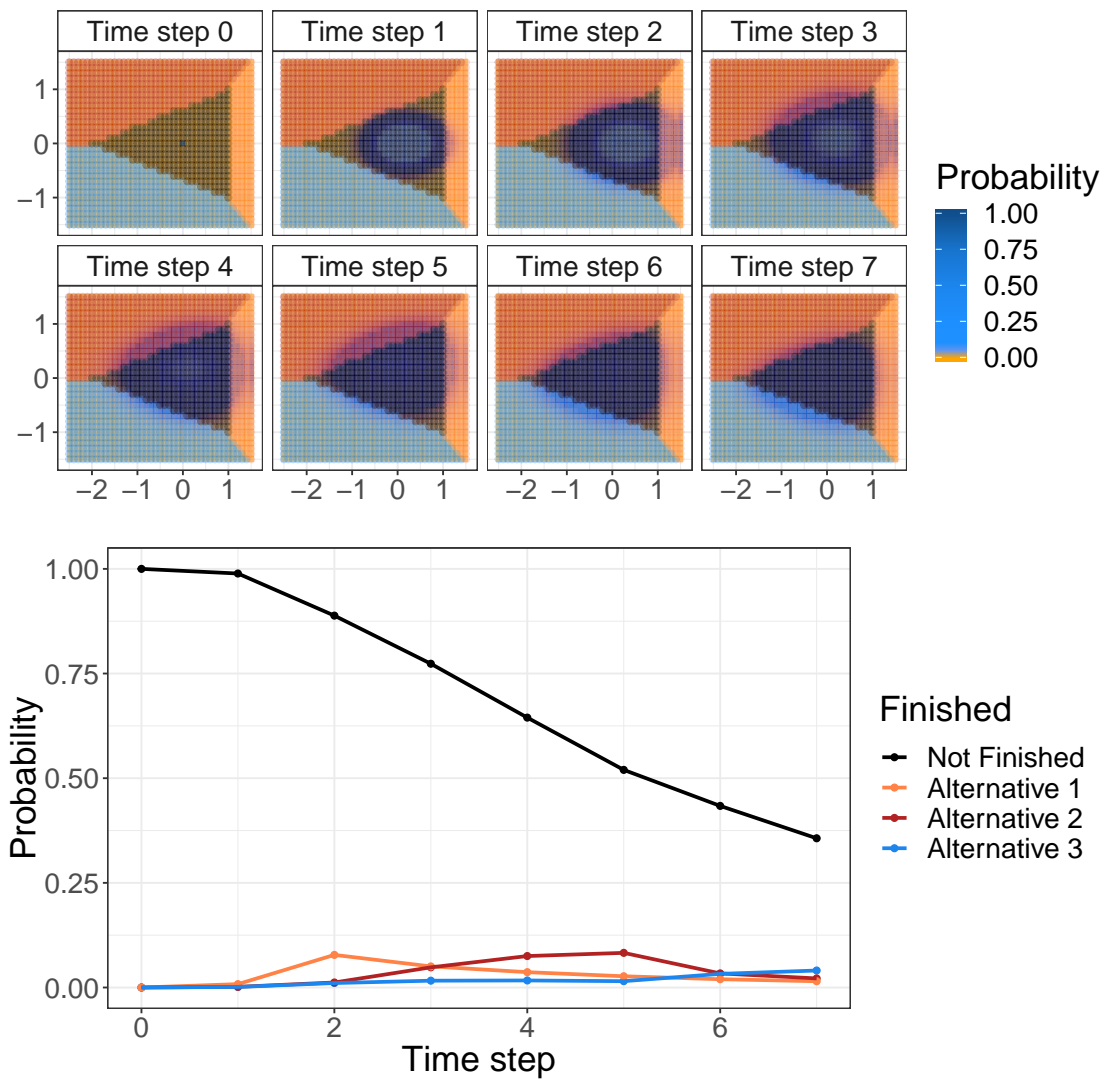 Time step 0 Time step 1 Time step 2 Time step 3
1
0
−1
Probability
1.00
0.75
0.50
0.25
0.00
Time step 4 Time step 5 Time step 6 Time step 7
1
0
−1
−2 −1 0 1 −2 −1 0 1 −2 −1 0 1 −2 −1 0 1
1.00
0.75
0.50
0.25
0.00
Probability
0 2 4 6
Time step
Finished
Not Finished
Alternative 1
Alternative 2
Alternative 3